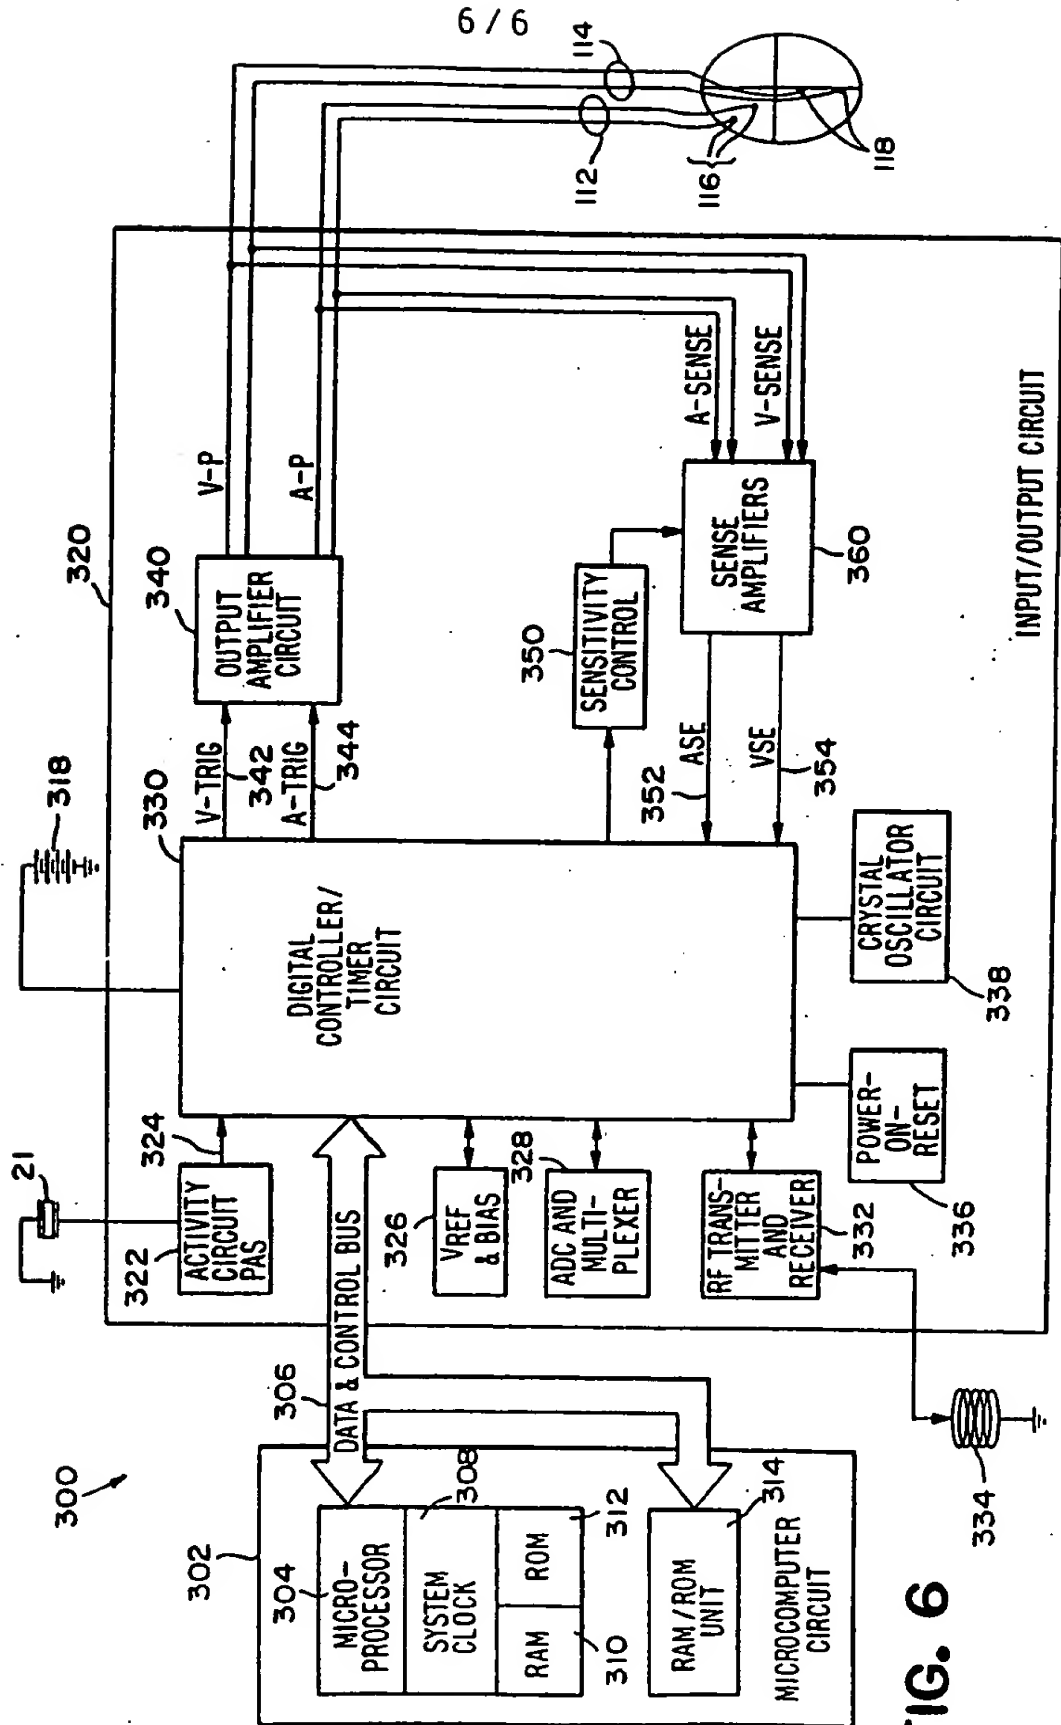 6 / 6
300
302
304
MICRO-
PROCESSOR
SYSTEM
CLOCK
308
RAM
ROM
310
312
RAM/ROM
UNIT
314
MICROCOMPUTER
CIRCUIT
306
DATA & CONTROL BUS
21
322
ACTIVITY
CIRCUIT
PAS
324
326
VREF
& BIAS
328
ADC AND
MULTI-
PLEXER
RF TRANS-
MITTER
AND
RECEIVER
332
334
POWER-
ON-
RESET
336
CRYSTAL
OSCILLATOR
CIRCUIT
338
318
320
330
DIGITAL
CONTROLLER/
TIMER
CIRCUIT
V-TRIG
342
A-TRIG
344
340
OUTPUT
AMPLIFIER
CIRCUIT
V-P
A-P
350
SENSITIVITY
CONTROL
352
ASE
VSE
354
SENSE
AMPLIFIERS
360
A-SENSE
V-SENSE
112
114
116
118
INPUT/OUTPUT CIRCUIT
FIG. 6